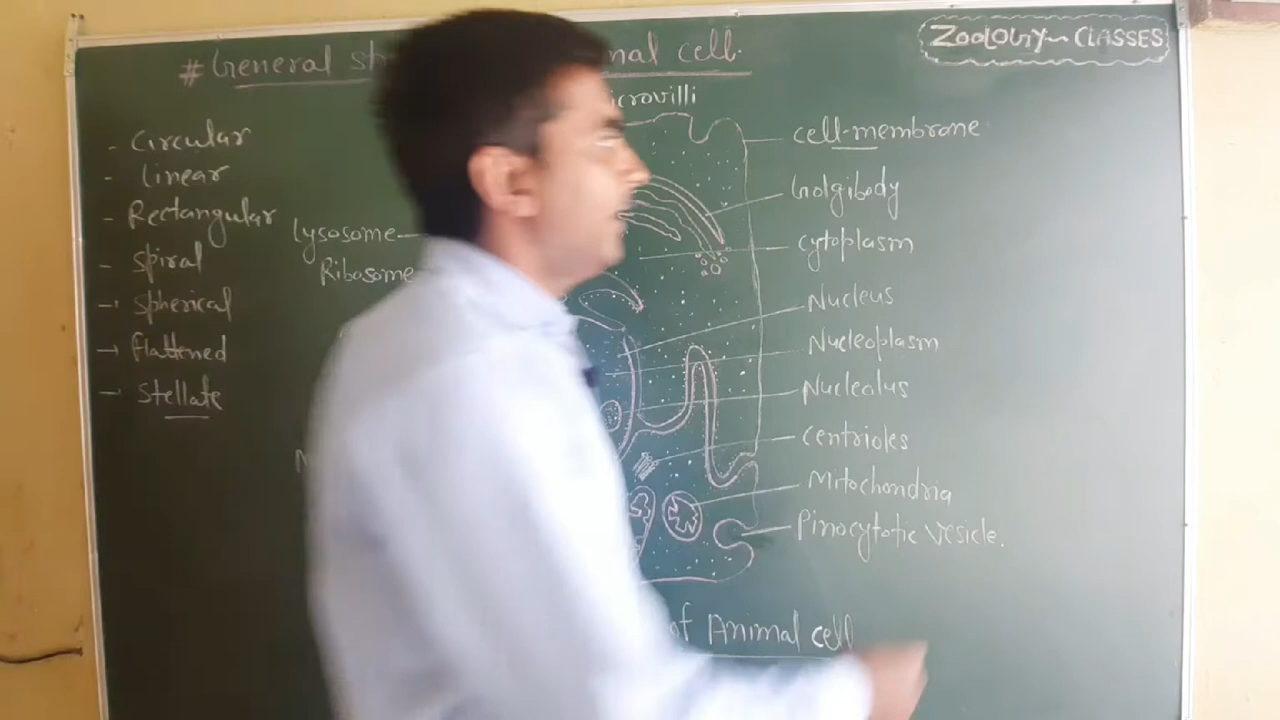 # General st
nal cell.
ZOOLOGY CLASSES
- Circular
- linear
- Rectangular
- spiral
- spherical
→ flattened
- Stellate
Lysosome
Ribosome
crovilli
cell-membrane
Golgibody
cytoplasm
Nucleus
Nucleoplasm
Nucleolus
centrioles
Mitochondria
Pinocytotic Vesicle.
of Animal cell